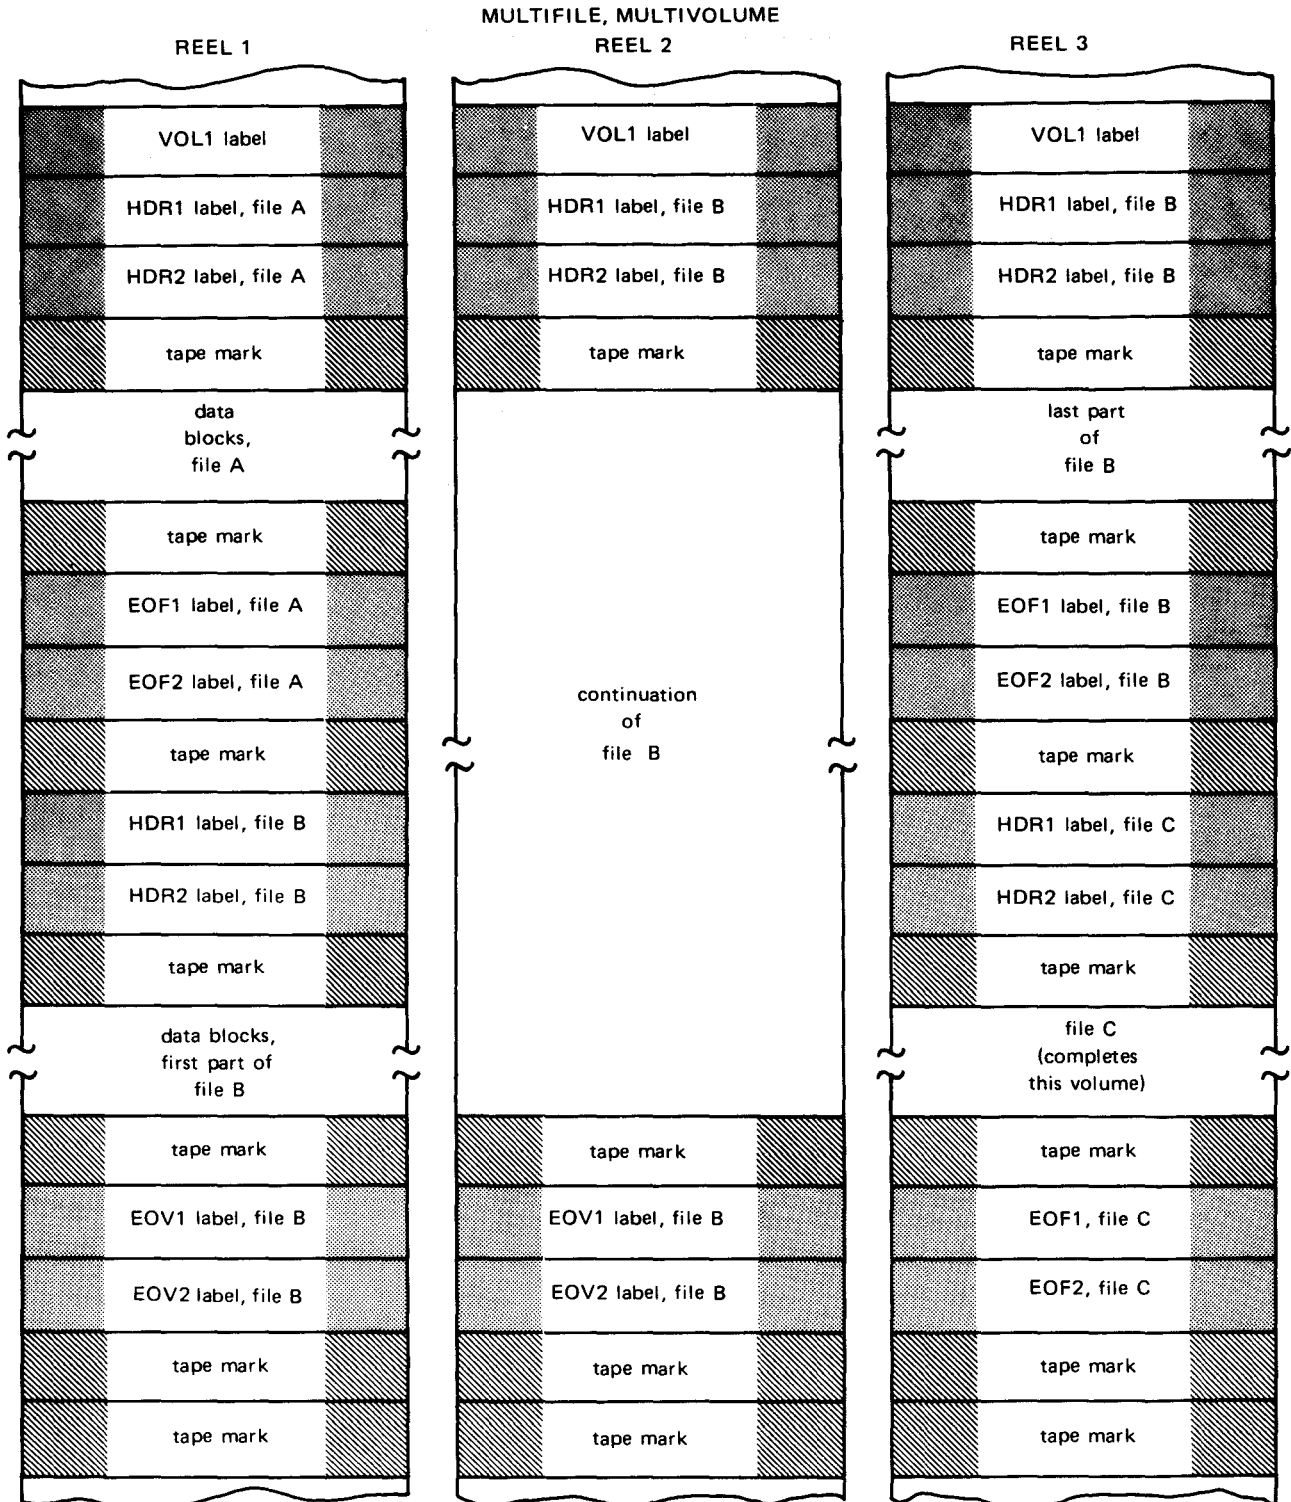 MULTIFILE, MULTIVOLUME
REEL 1
VOL1 label
HDR1 label, file A
HDR2 label, file A
tape mark
data
blocks,
file A
tape mark
EOF1 label, file A
EOF2 label, file A
tape mark
HDR1 label, file B
HDR2 label, file B
tape mark
data blocks,
first part of
file B
tape mark
EOV1 label, file B
EOV2 label, file B
tape mark
tape mark
REEL 2
VOL1 label
HDR1 label, file B
HDR2 label, file B
tape mark
continuation
of
file B
tape mark
EOV1 label, file B
EOV2 label, file B
tape mark
tape mark
REEL 3
VOL1 label
HDR1 label, file B
HDR2 label, file B
tape mark
last part
of
file B
tape mark
EOF1 label, file B
EOF2 label, file B
tape mark
HDR1 label, file C
HDR2 label, file C
tape mark
file C
(completes
this volume)
tape mark
EOF1, file C
EOF2, file C
tape mark
tape mark